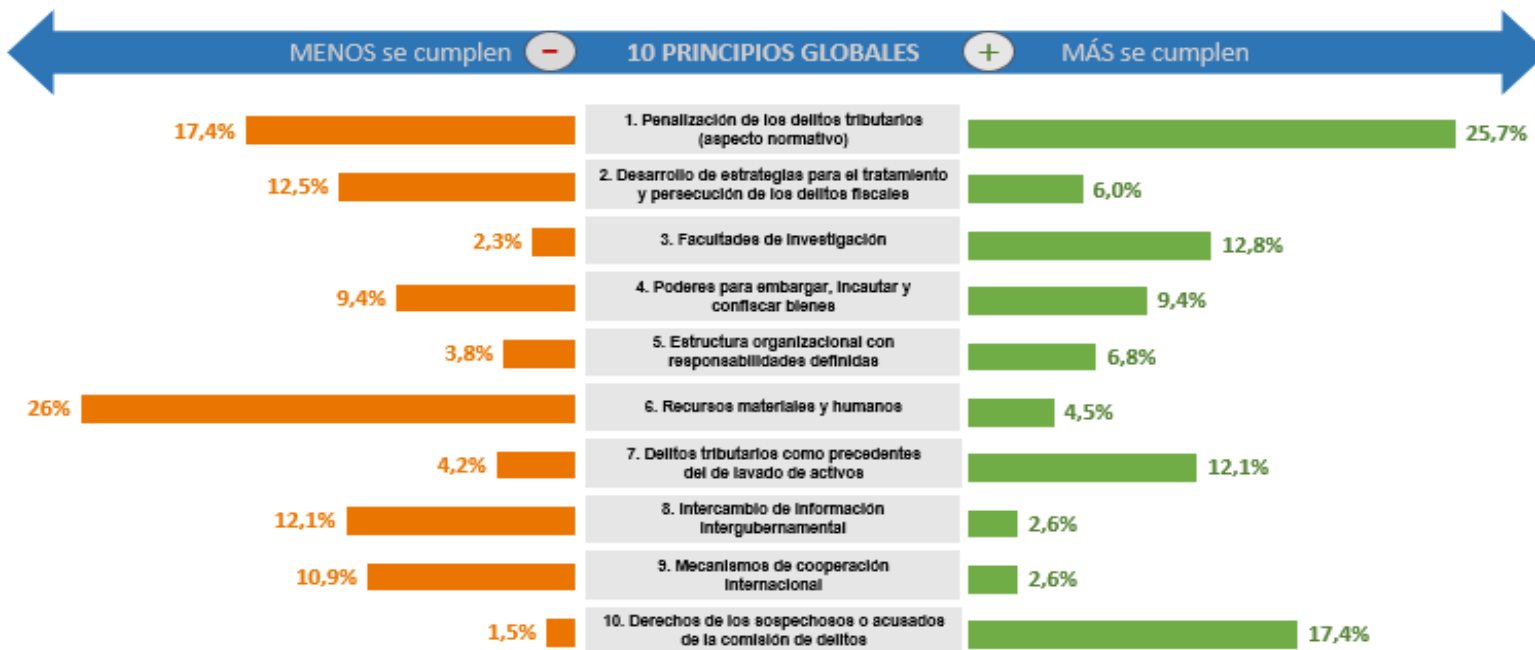 MENOS se cumplen - 10 PRINCIPIOS GLOBALES + MÁS se cumplen
17,4%
1. Penalización de los delitos tributarios
(aspecto normativo)
25,7%
12,5%
2. Desarrollo de estrategias para el tratamiento
y persecución de los delitos fiscales
6,0%
2,3%
3. Facultades de investigación
12,8%
9,4%
4. Poderes para embargar, incautar y
confiscar bienes
9,4%
3,8%
5. Estructura organizacional con
responsabilidades definidas
6,8%
26%
6. Recursos materiales y humanos
4,5%
4,2%
7. Delitos tributarios como precedentes
del de lavado de activos
12,1%
12,1%
8. Intercambio de información
intergubernamental
2,6%
10,9%
9. Mecanismos de cooperación
internacional
2,6%
1,5%
10. Derechos de los sospechosos o acusados
de la comisión de delitos
17,4%